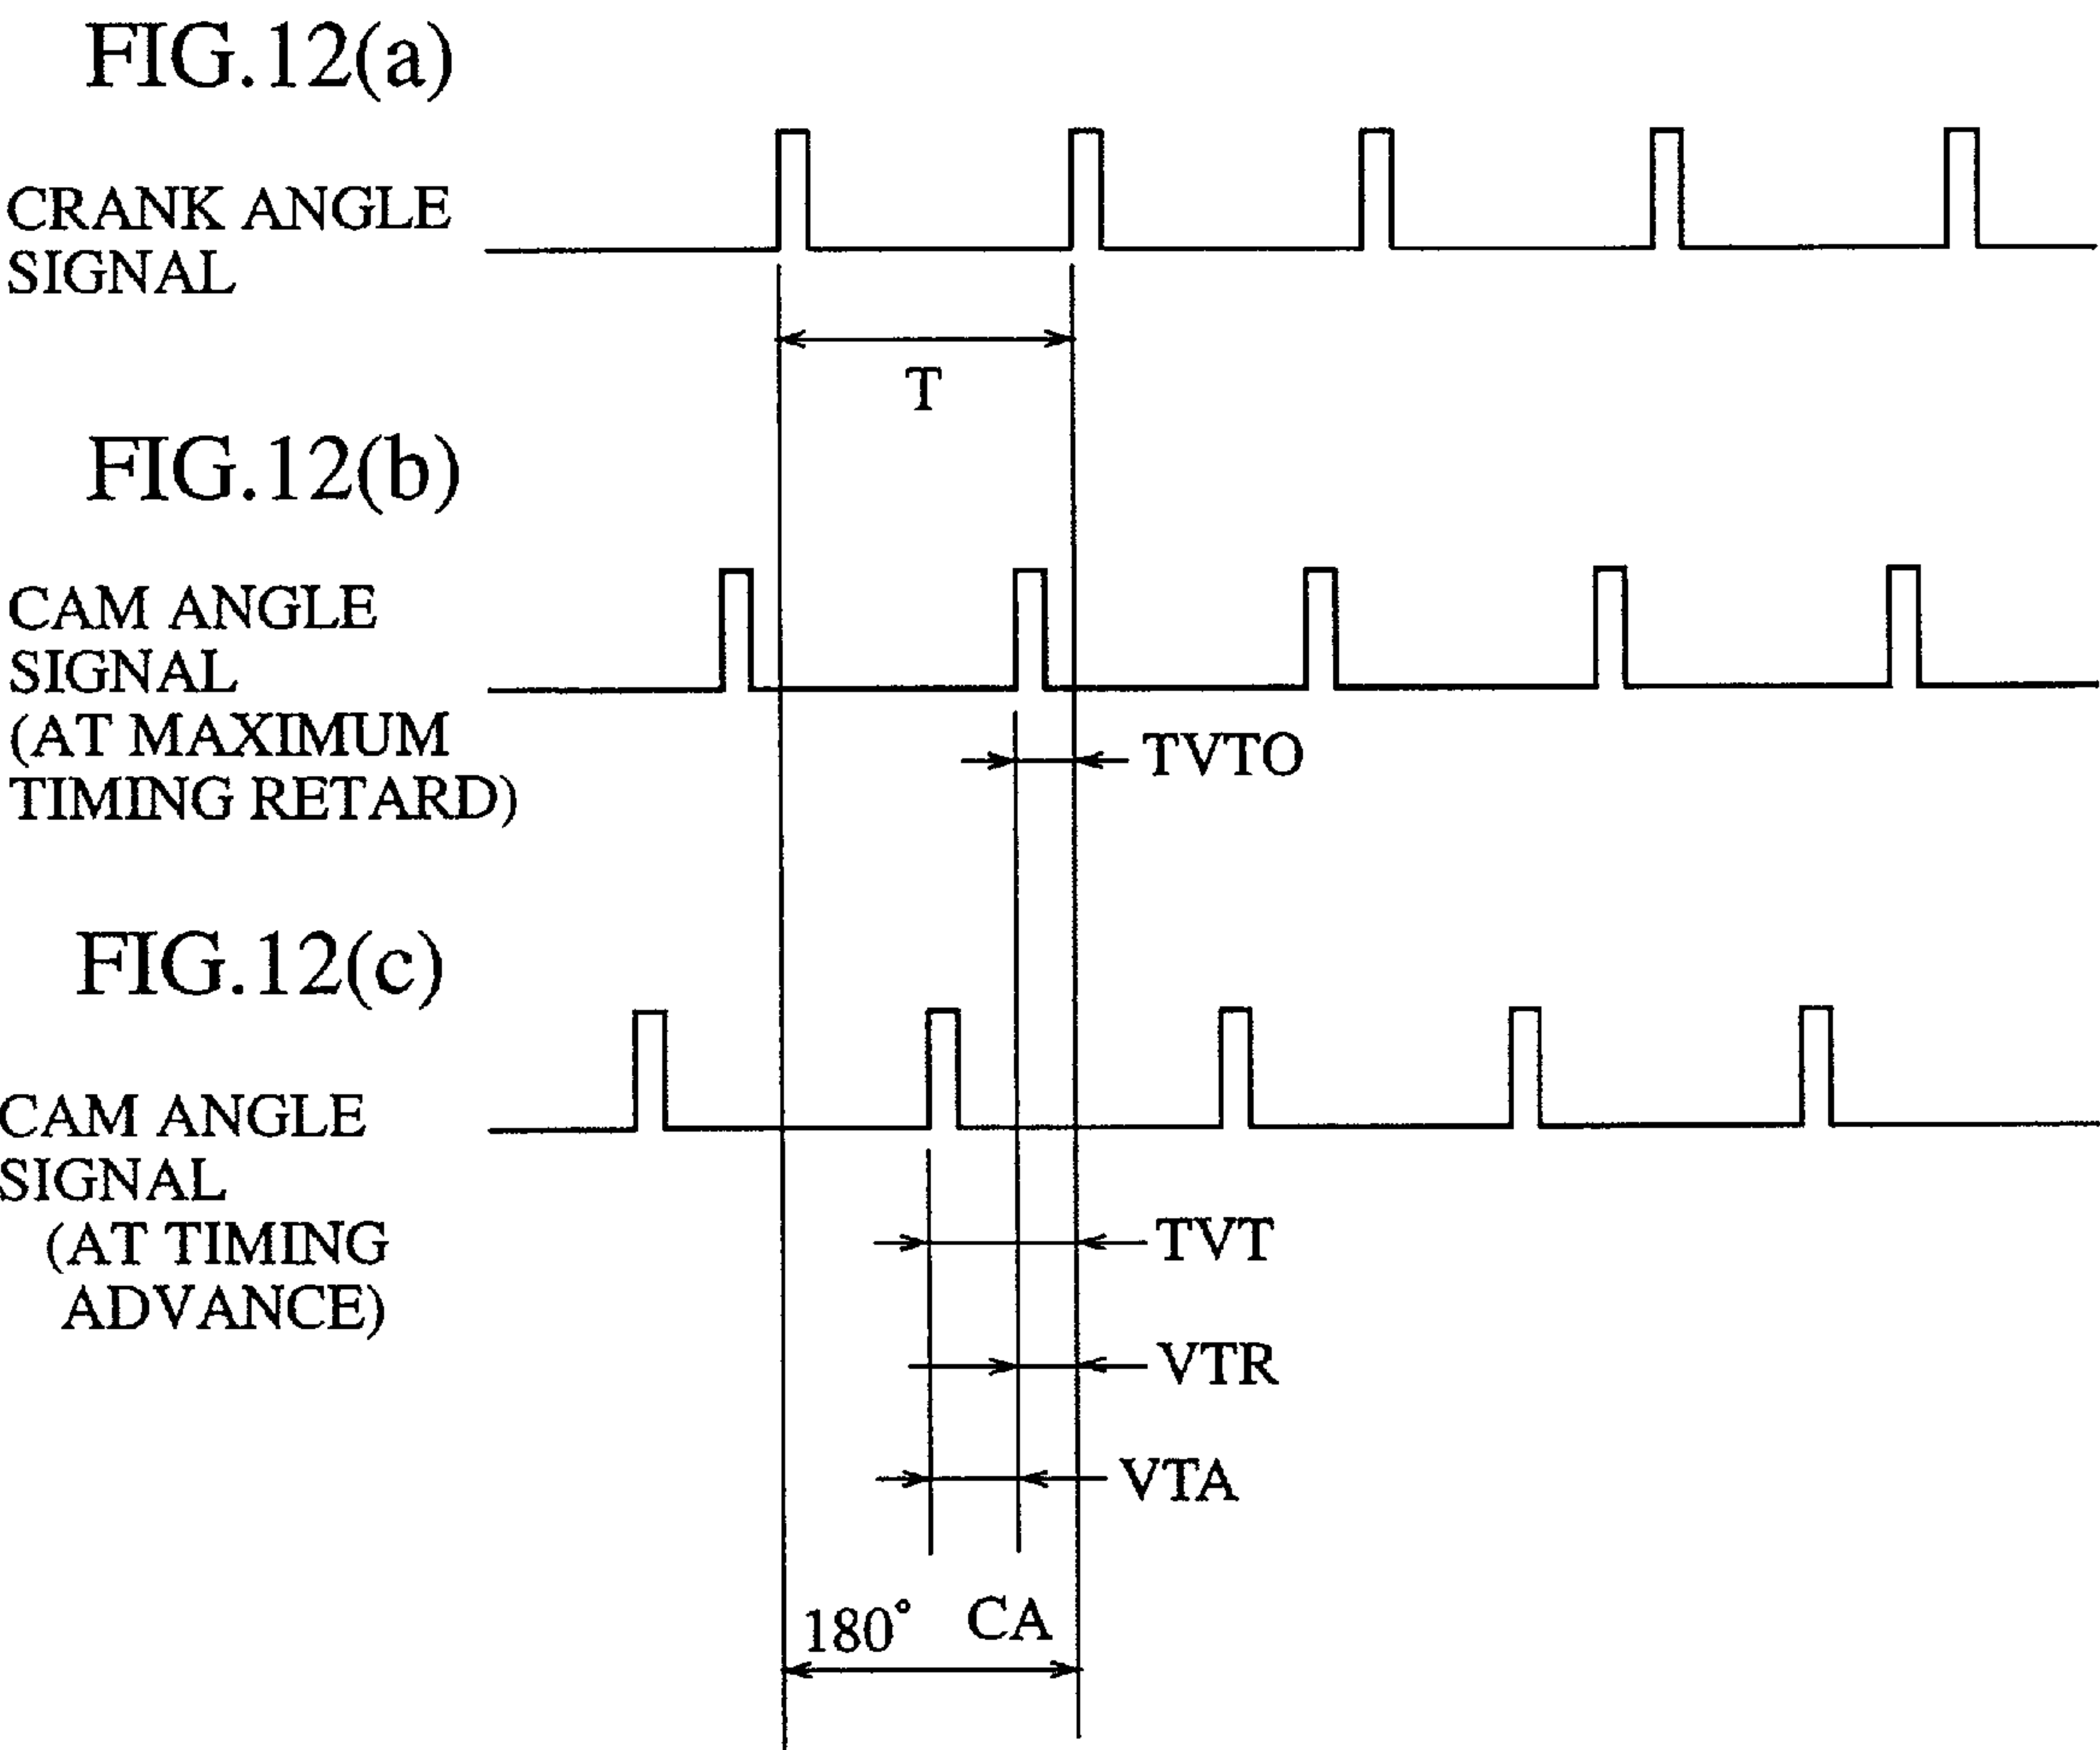 FIG.12(a)
CRANK ANGLE
SIGNAL
T
FIG.12(b)
CAM ANGLE
SIGNAL
(AT MAXIMUM
TIMING RETARD)
TVTO
FIG.12(c)
CAM ANGLE
SIGNAL
(AT TIMING
ADVANCE)
TVT
VTR
VTA
180° CA